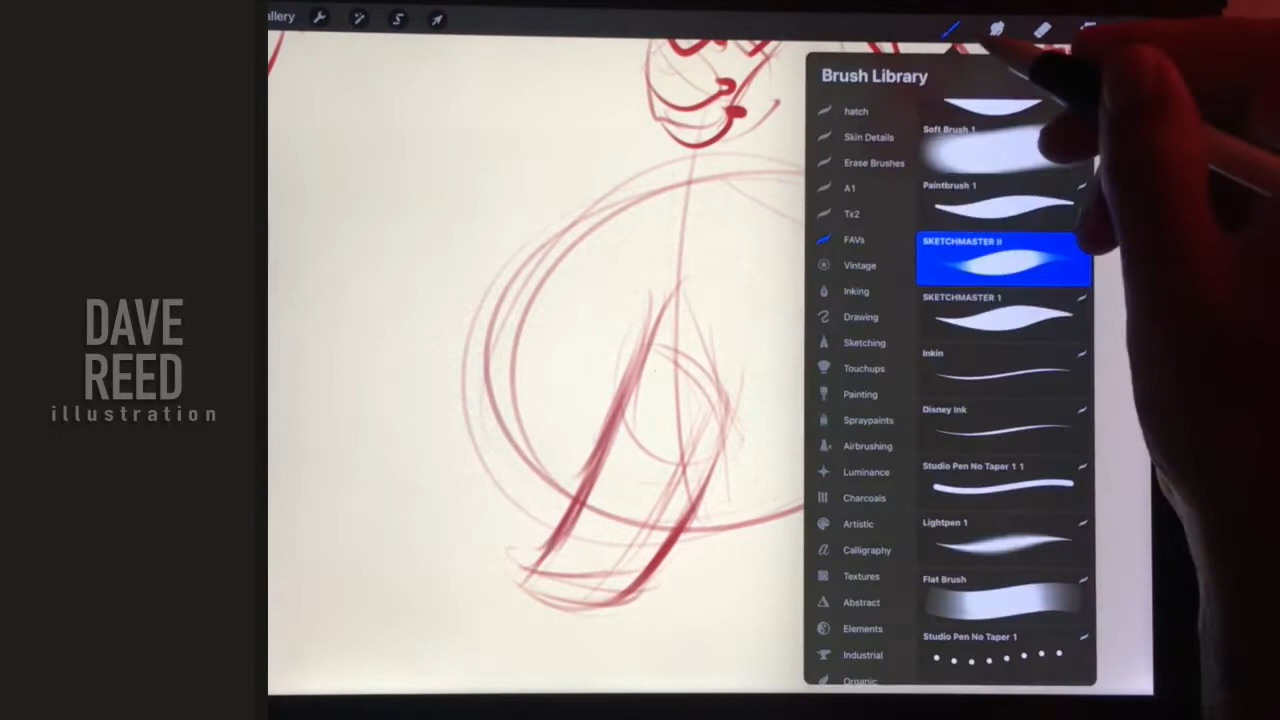 DAVE
REED
illustration
allery
Brush Library
hatch
Skin Details
Erase Brushes
A1
Tx2
FAVs
Vintage
Inking
Drawing
Sketching
Touchups
Painting
Spraypaints
Airbrushing
Luminance
Charcoals
Artistic
Calligraphy
Textures
Abstract
Elements
Industrial
Organic
Soft Brush 1
Paintbrush 1
SKETCHMASTER II
SKETCHMASTER 1
Inkin
Disney Ink
Studio Pen No Taper 1 1
Lightpen 1
Flat Brush
Studio Pen No Taper 1